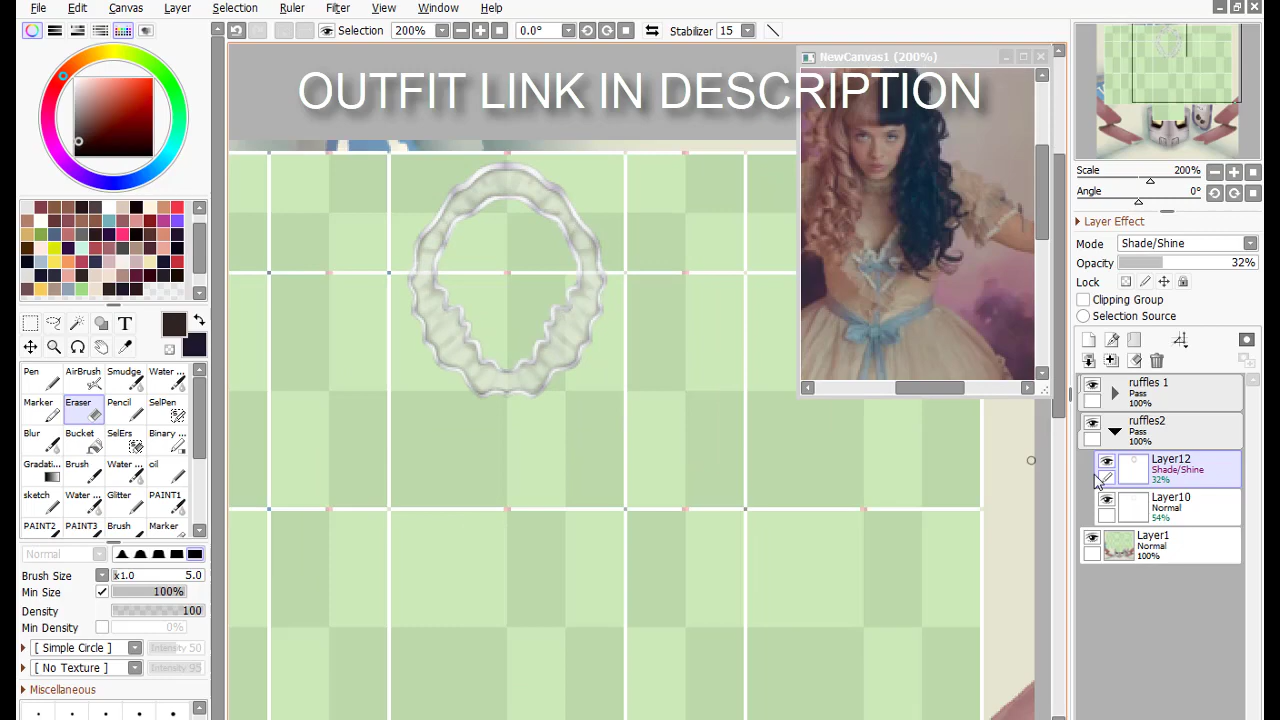 File Edit Canvas Layer Selection Ruler Filter View Window Help
Selection 200% 0.0° Stabilizer 15
NewCanvas1 (200%)
OUTFIT LINK IN DESCRIPTION
Scale 200%
Angle 0°
Layer Effect
Mode Shade/Shine
Opacity 32%
Lock
Clipping Group
Selection Source
ruffles 1
Pass
100%
ruffles2
Pass
100%
Layer12
Shade/Shine
32%
Layer10
Normal
54%
Layer1
Normal
100%
T
Pen AirBrush Smudge Water ...
Marker Eraser Pencil SelPen
Blur Bucket SelErs Binary ...
Gradati... Brush Water ... oil
sketch Water ... Glitter PAINT1
PAINT2 PAINT3 Brush Marker
Normal
Brush Size x1.0 5.0
Min Size 100%
Density 100
Min Density 0%
[ Simple Circle ] Intensity 50
[ No Texture ] Intensity 95
Miscellaneous